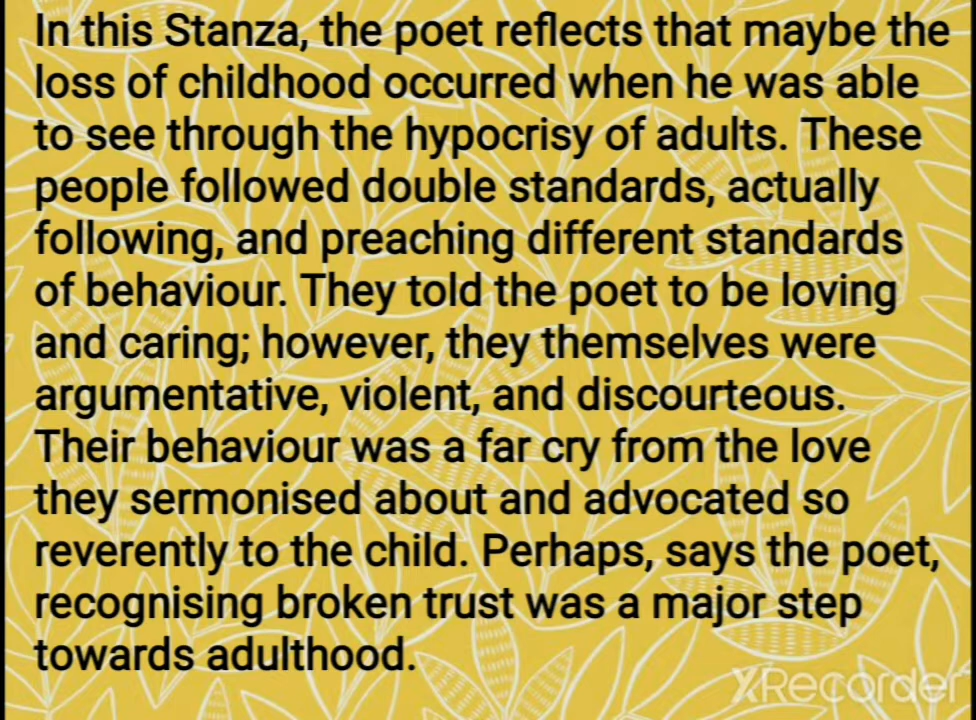 In this Stanza, the poet reflects that maybe the
loss of childhood occurred when he was able
to see through the hypocrisy of adults. These
people followed double standards, actually
following, and preaching different standards
of behaviour. They told the poet to be loving
and caring; however, they themselves were
argumentative, violent, and discourteous.
Their behaviour was a far cry from the love
they sermonised about and advocated so
reverently to the child. Perhaps, says the poet,
recognising broken trust was a major step
towards adulthood.
XRecorder